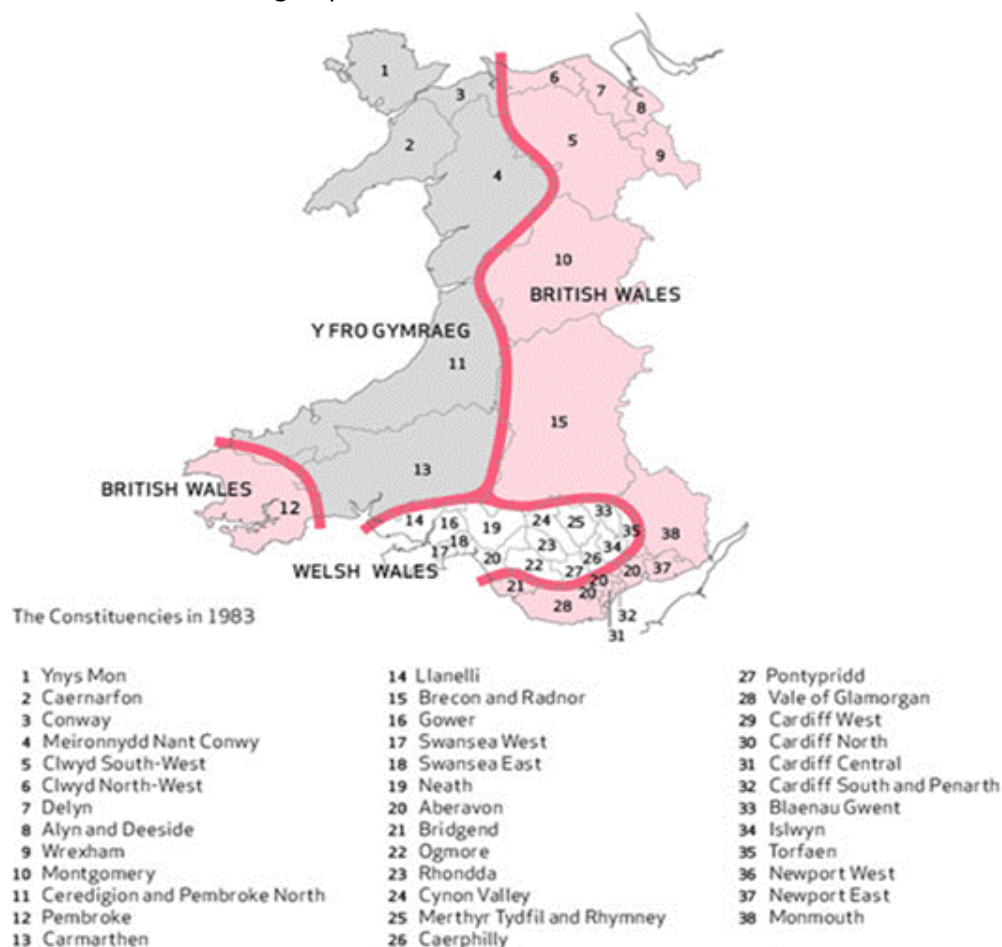 1
6
3
7
8
2
5
9
4
10
BRITISH WALES
Y FRO GYMRAEG
11
15
13
BRITISH WALES
12
14 16 19 24 25 33
35 38
18 23 34
17 20 22 26
WELSH WALES
27 20 37
21 20
28 20
32
31
The Constituencies in 1983
1 Ynys Mon
2 Caernarfon
3 Conway
4 Meironnydd Nant Conwy
5 Clwyd South-West
6 Clwyd North-West
7 Delyn
8 Alyn and Deeside
9 Wrexham
10 Montgomery
11 Ceredigion and Pembroke North
12 Pembroke
13 Carmarthen
14 Llanelli
15 Brecon and Radnor
16 Gower
17 Swansea West
18 Swansea East
19 Neath
20 Aberavon
21 Bridgend
22 Ogmore
23 Rhondda
24 Cynon Valley
25 Merthyr Tydfil and Rhymney
26 Caerphilly
27 Pontypridd
28 Vale of Glamorgan
29 Cardiff West
30 Cardiff North
31 Cardiff Central
32 Cardiff South and Penarth
33 Blaenau Gwent
34 Islwyn
35 Torfaen
36 Newport West
37 Newport East
38 Monmouth